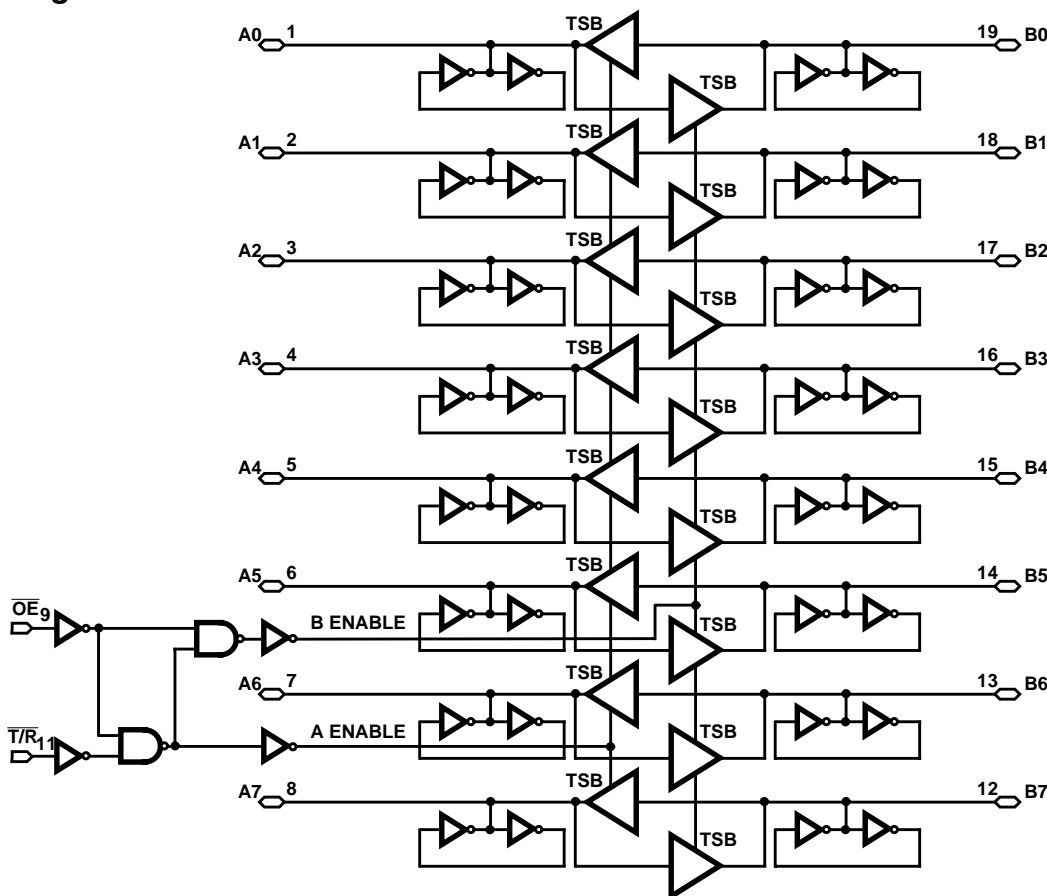 A0 1 TSB 19 B0
TSB
A1 2 TSB 18 B1
TSB
A2 3 TSB 17 B2
TSB
A3 4 TSB 16 B3
TSB
A4 5 TSB 15 B4
TSB
A5 6 TSB 14 B5
OE 9 B ENABLE TSB
A6 7 TSB 13 B6
T/R 11 A ENABLE TSB
A7 8 TSB 12 B7
TSB